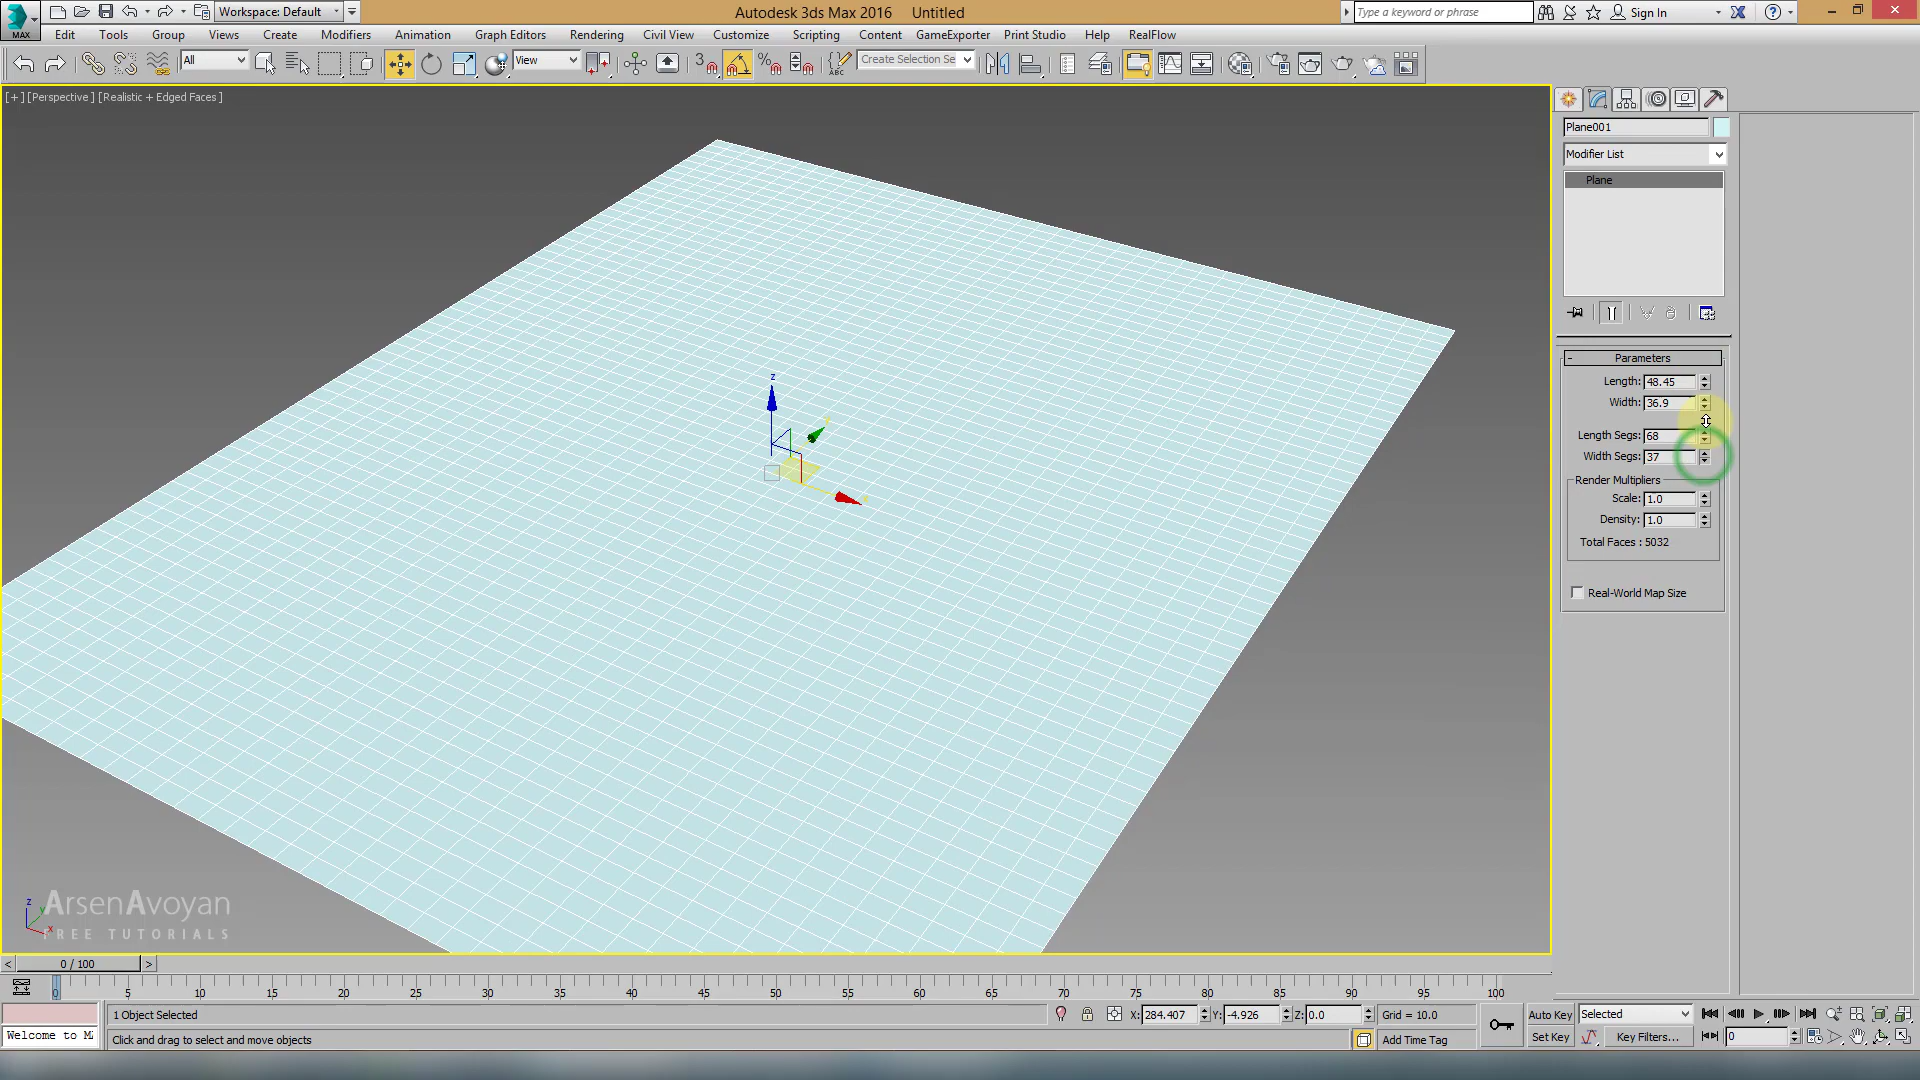 Workspace: Default
Autodesk 3ds Max 2016 Untitled
Type a keyword or phrase
Sign In
MAX
Edit Tools Group Views Create Modifiers Animation Graph Editors Rendering Civil View Customize Scripting Content GameExporter Print Studio Help RealFlow
All
View
3
ABC
Create Selection Se
[+] [Perspective] [Realistic + Edged Faces]
Plane001
Modifier List
Plane
Parameters
Length: 48.45
Width: 36.9
Length Segs: 68
Width Segs: 37
Render Multipliers
Scale: 1.0
Density: 1.0
Total Faces : 5032
Real-World Map Size
z
ArsenAvoyan
FREE TUTORIALS
z
x
< 0 / 100 >
0 5 10 15 20 25 30 35 40 45 50 55 60 65 70 75 80 85 90 95 100
1 Object Selected
X: 284.407
Y: -4.926
Z: 0.0
Grid = 10.0
Auto Key
Selected
Welcome to M
Click and drag to select and move objects
Add Time Tag
Set Key
Key Filters...
0